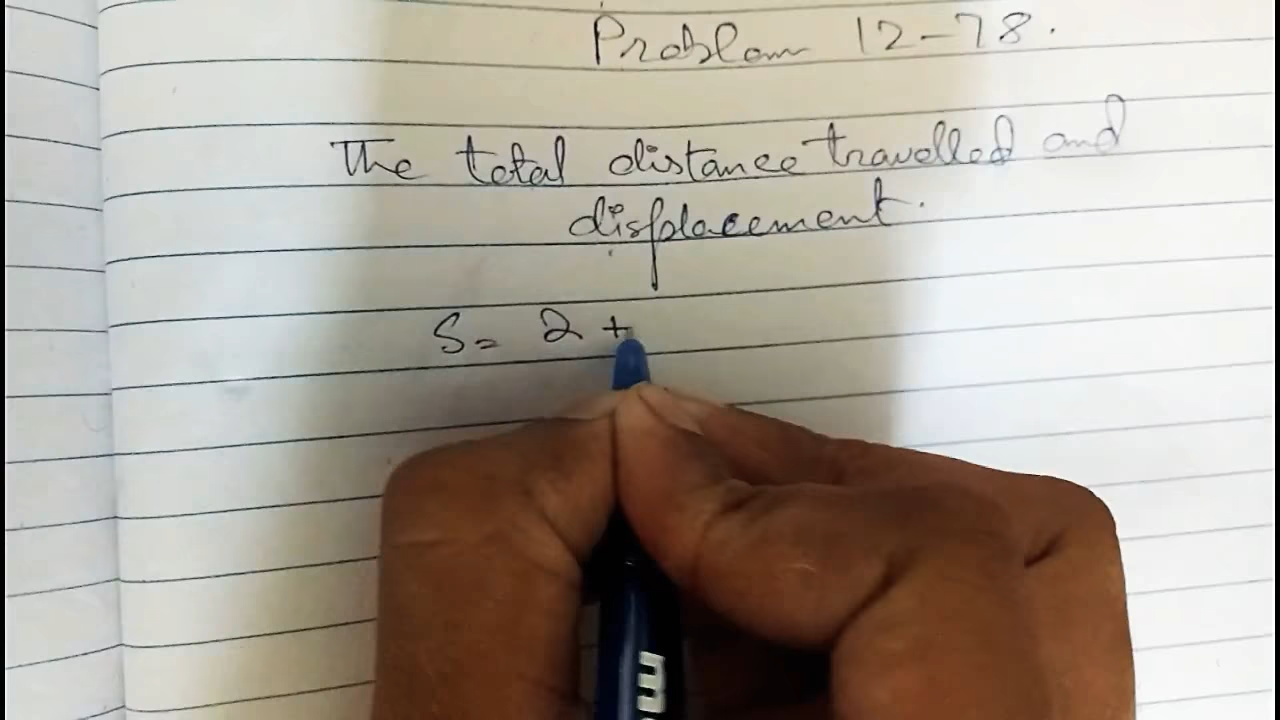 Problem 12-78.
The total distance travelled and
displacement.
S= 2 +
m